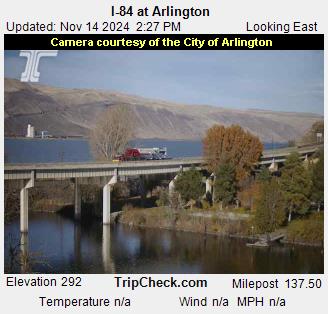 I-84 at Arlington
Updated: Nov 14 2024 2:27 PM Looking East
Camera courtesy of the City of Arlington
Elevation 292 TripCheck.com Milepost 137.50
Temperature n/a Wind n/a MPH n/a